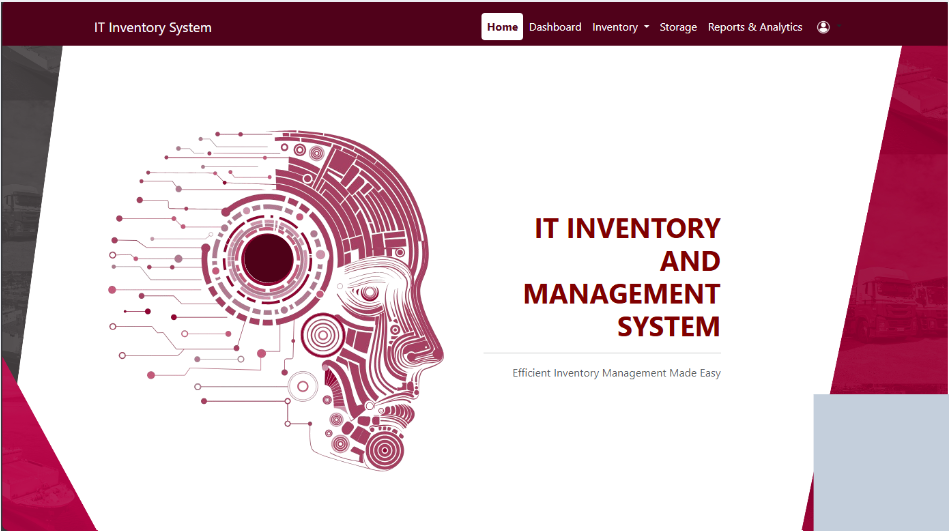 IT Inventory System
Home Dashboard Inventory Storage Reports & Analytics
IT INVENTORY
AND
MANAGEMENT
SYSTEM
Efficient Inventory Management Made Easy